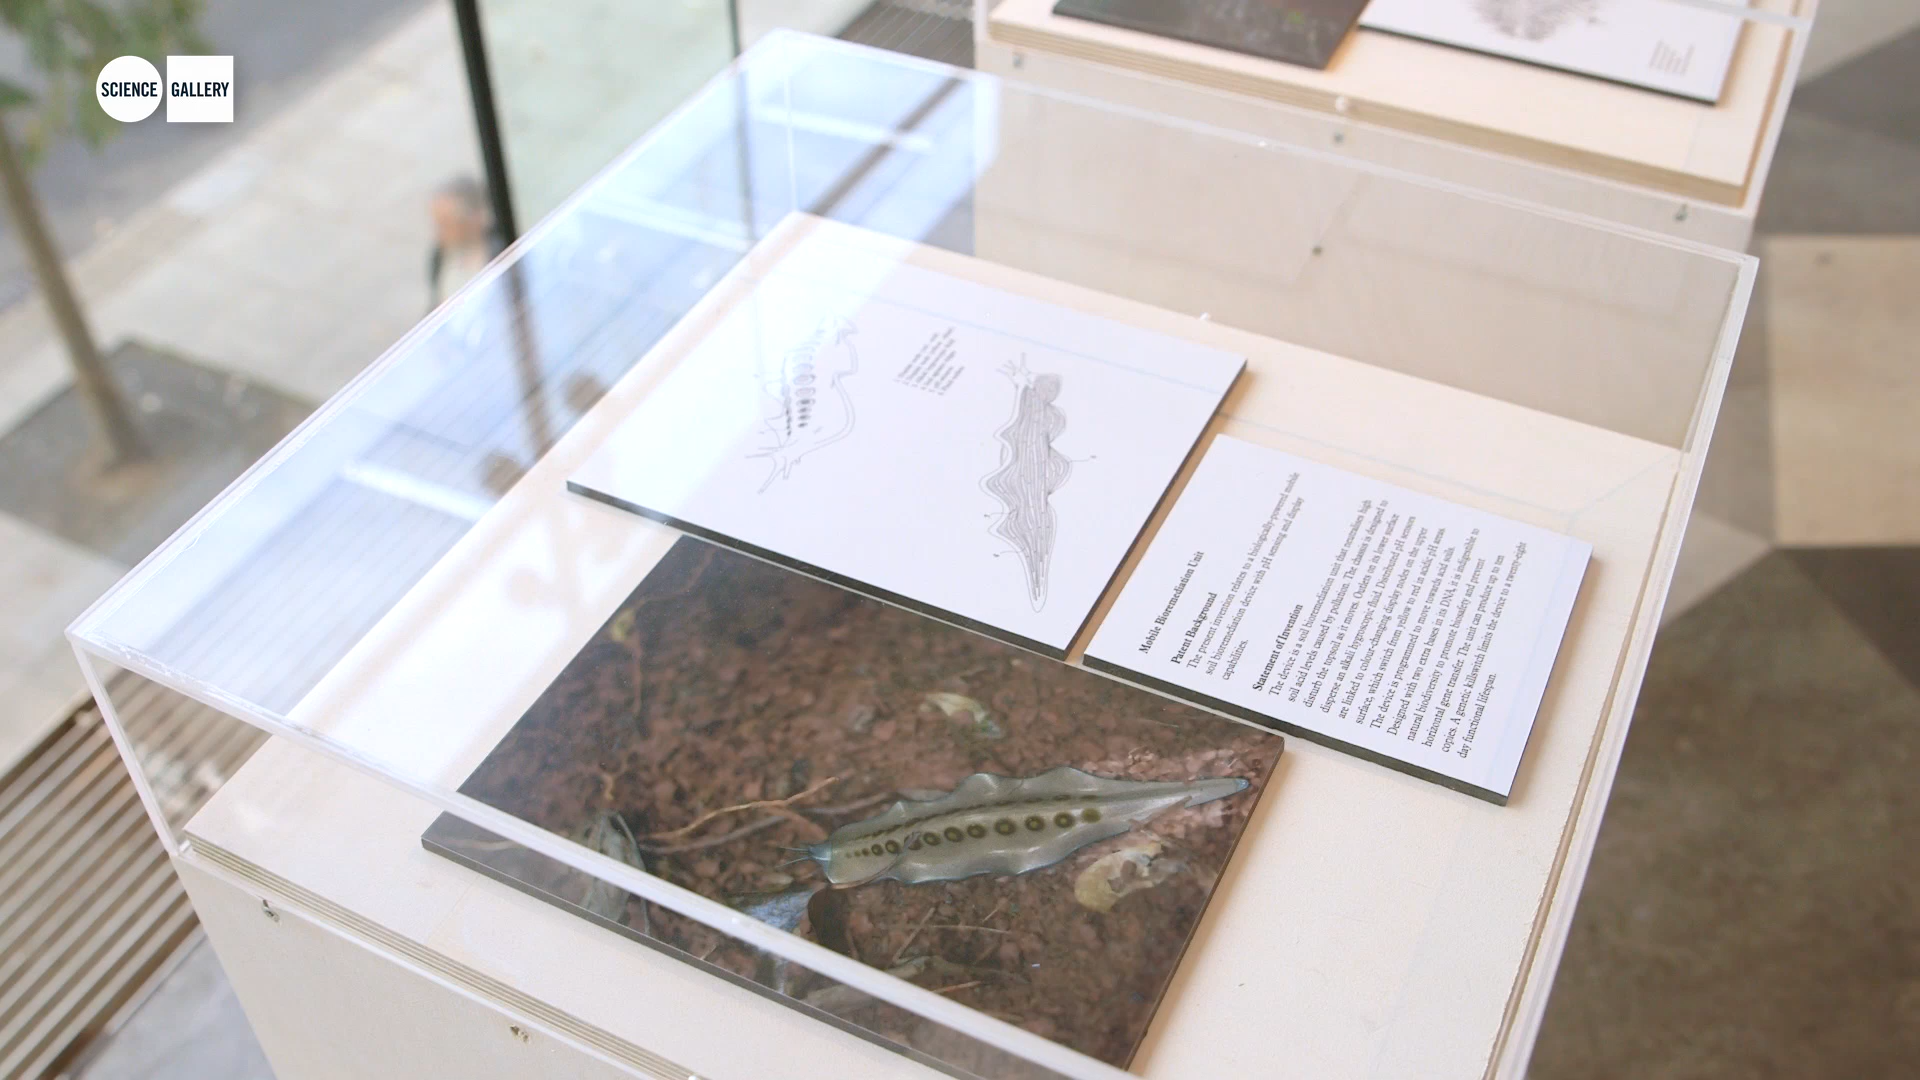 SCIENCE GALLERY
Mobile Bioremediation Unit
Patent Background
The present invention relates to a biologically-powered mobile
soil bioremediation device with pH sensing and display
capabilities.
Statement of Invention
The device is a soil bioremediation unit that neutralises high
soil acid levels caused by pollution. The chassis is designed to
disturb the topsoil as it moves. Outlets on its lower surface
disperse an alkali hygroscopic fluid. Distributed pH sensors
are linked to colour-changing display nodes on the upper
surface, which switch from yellow to red in acidic pH areas.
The device is programmed to move towards acid soils.
Designed with two extra bases in its DNA, it is indigestible to
natural biodiversity to promote biosafety and prevent
horizontal gene transfer. The unit can produce up to ten
copies. A genetic killswitch limits the device to a twenty-eight
day functional lifespan.